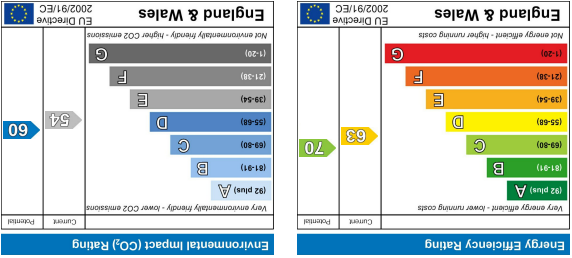 Energy Efficiency Rating
Current Potential
Very energy efficient - lower running costs
(92 plus) A
(81-91) B
(69-80) C
(55-68) D
(39-54) E
(21-38) F
(1-20) G
Not energy efficient - higher running costs
63
70
England & Wales
EU Directive
2002/91/EC
Environmental Impact (CO₂) Rating
Current Potential
Very environmentally friendly - lower CO2 emissions
(92 plus) A
(81-91) B
(69-80) C
(55-68) D
(39-54) E
(21-38) F
(1-20) G
Not environmentally friendly - higher CO2 emissions
54
60
England & Wales
EU Directive
2002/91/EC